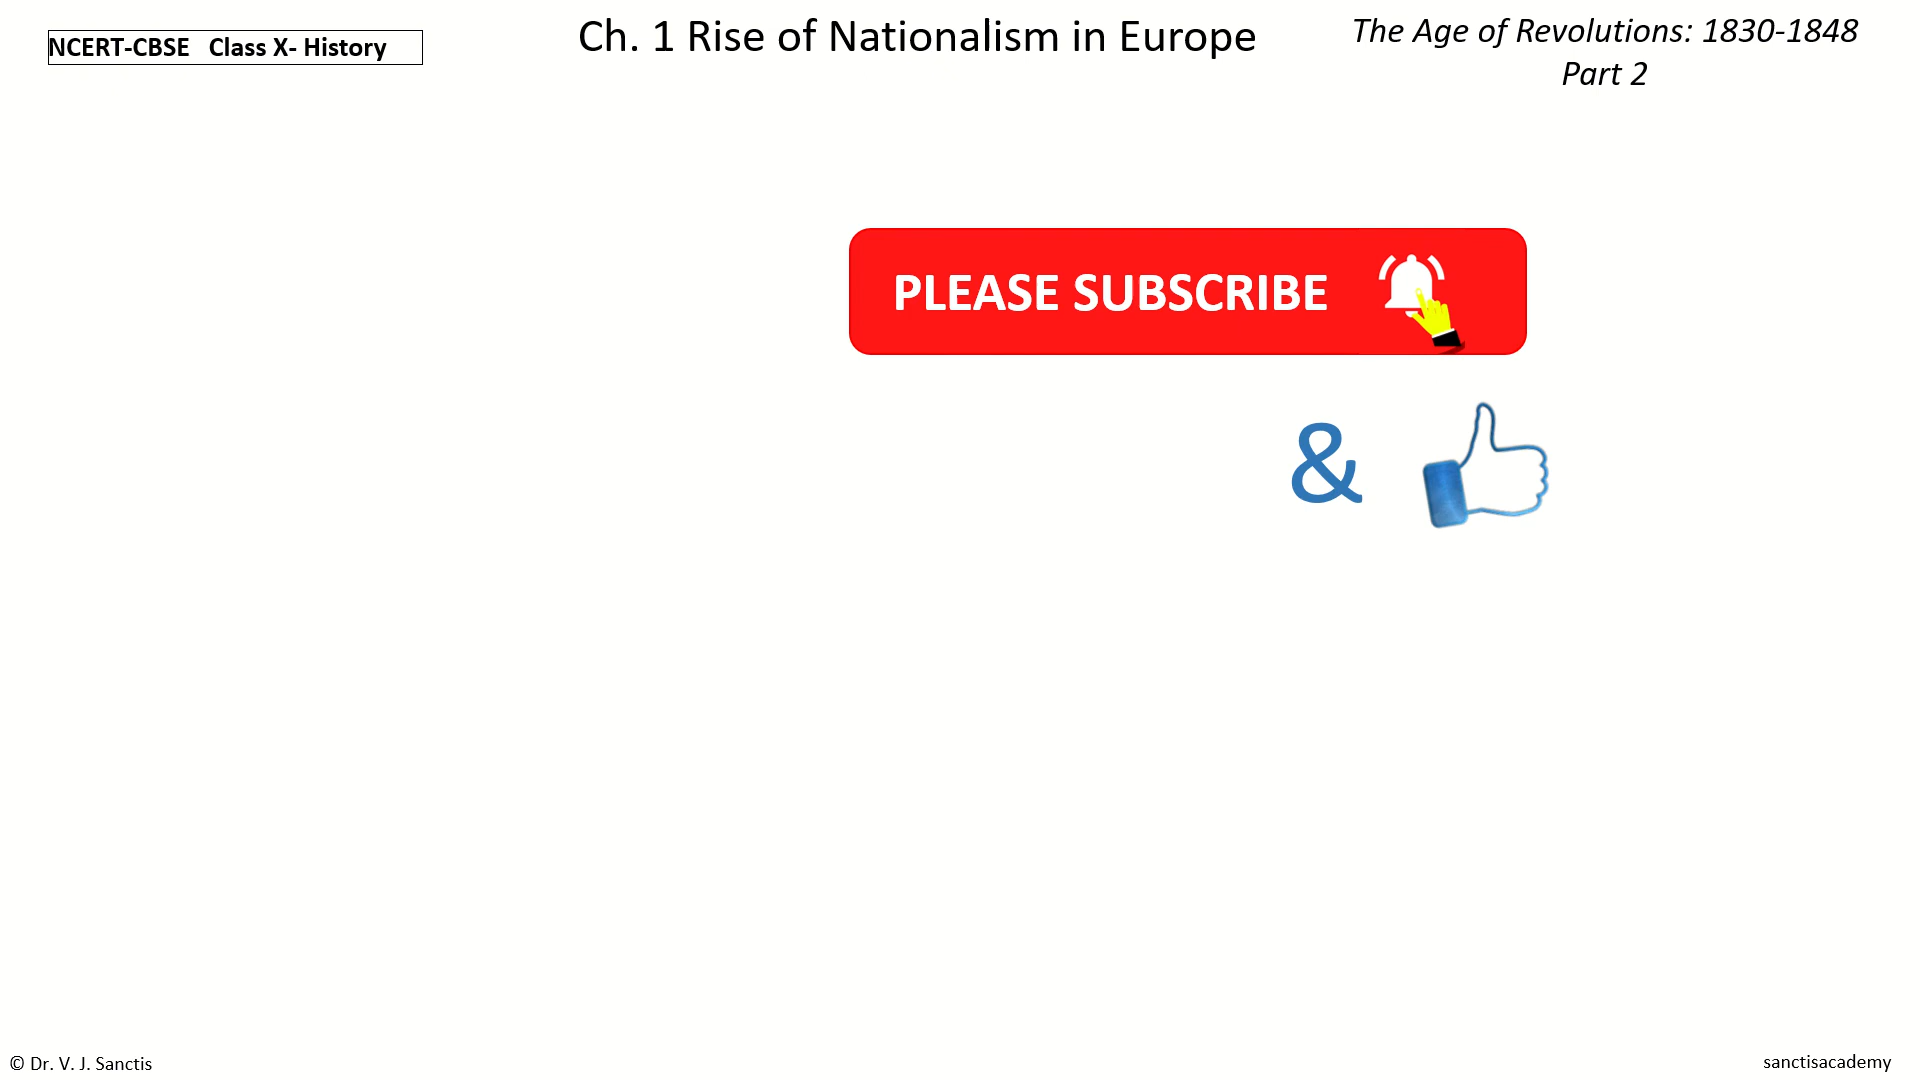 NCERT-CBSE Class X- History
Ch. 1 Rise of Nationalism in Europe
The Age of Revolutions: 1830-1848
Part 2
PLEASE SUBSCRIBE
&
© Dr. V. J. Sanctis
sanctisacademy